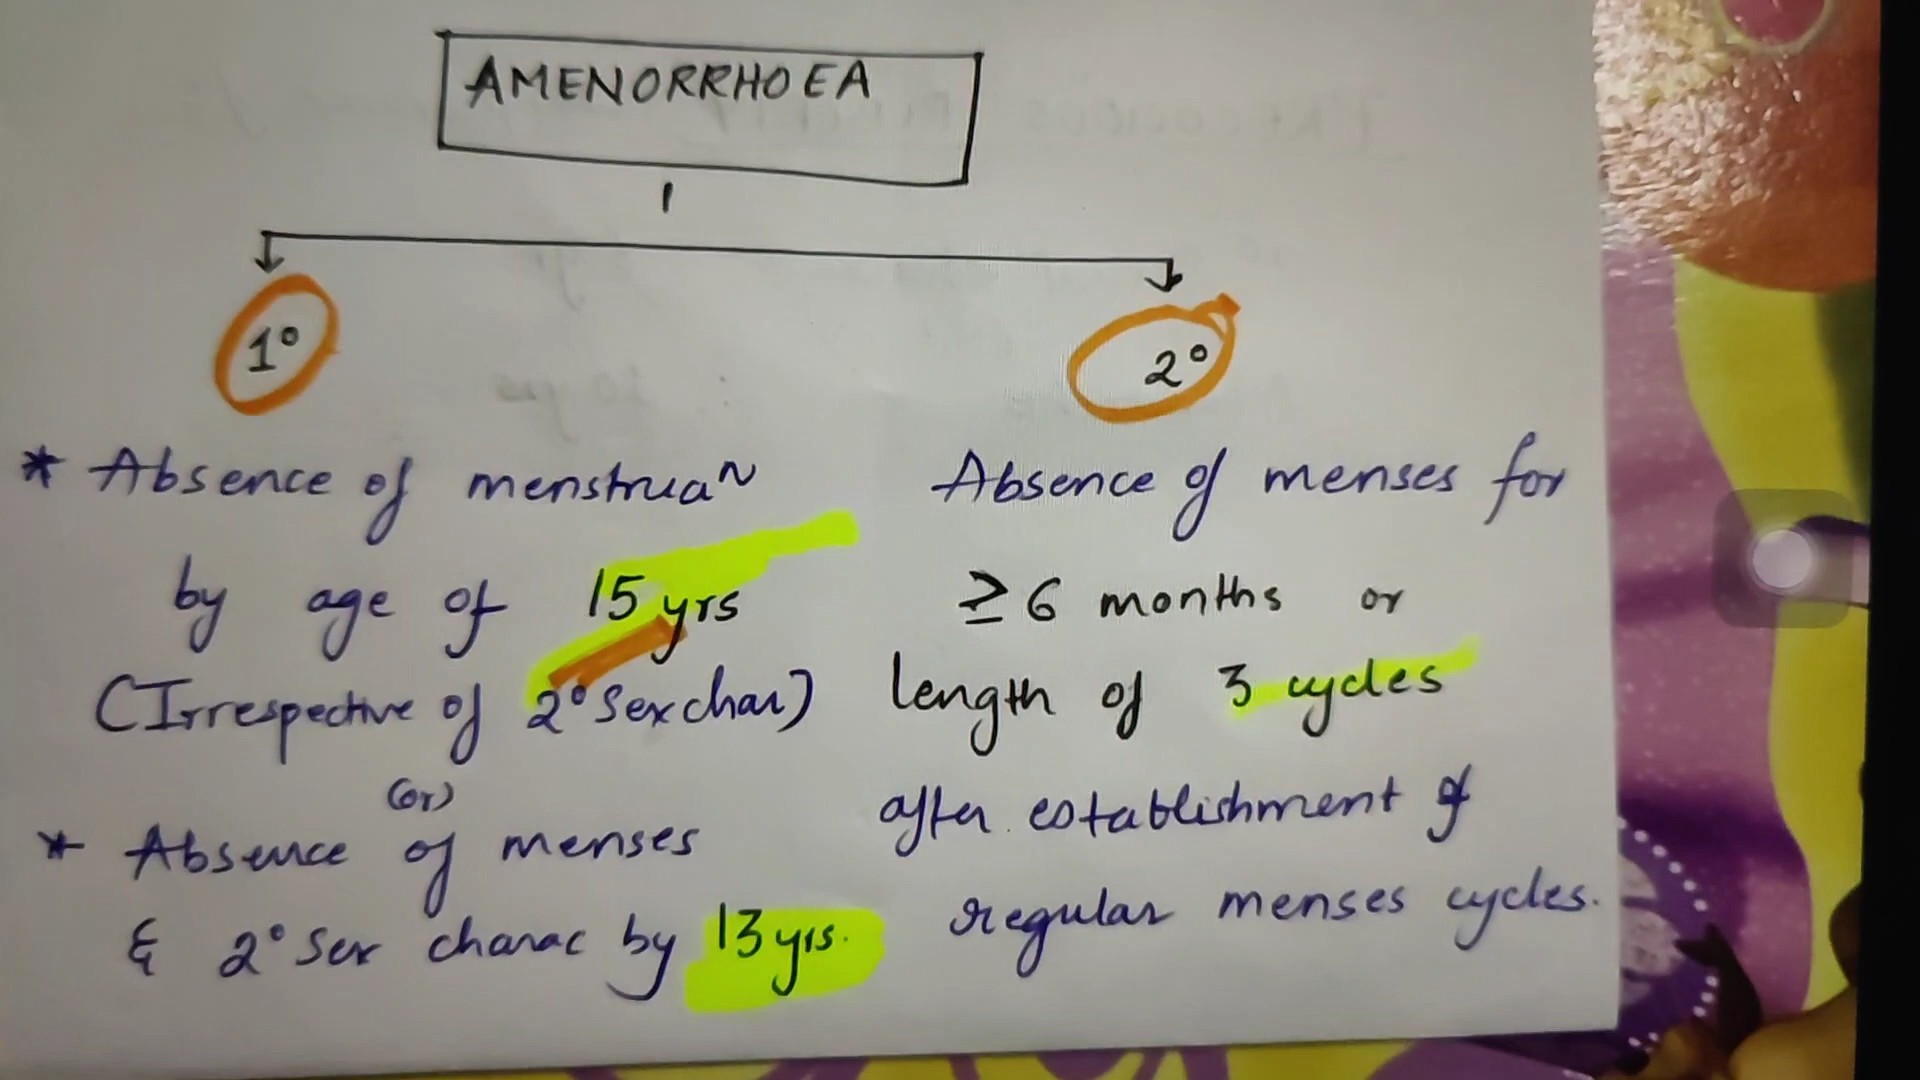 AMENORRHOEA
1°
2°
* Absence of menstrua~
by age of 15 yrs
(Irrespective of 2° Sex char)
(or)
* Absence of menses
& 2° Sex charac by 13 yrs.
Absence of menses for
≥ 6 months or
length of 3 cycles
after establishment of
regular menses cycles.